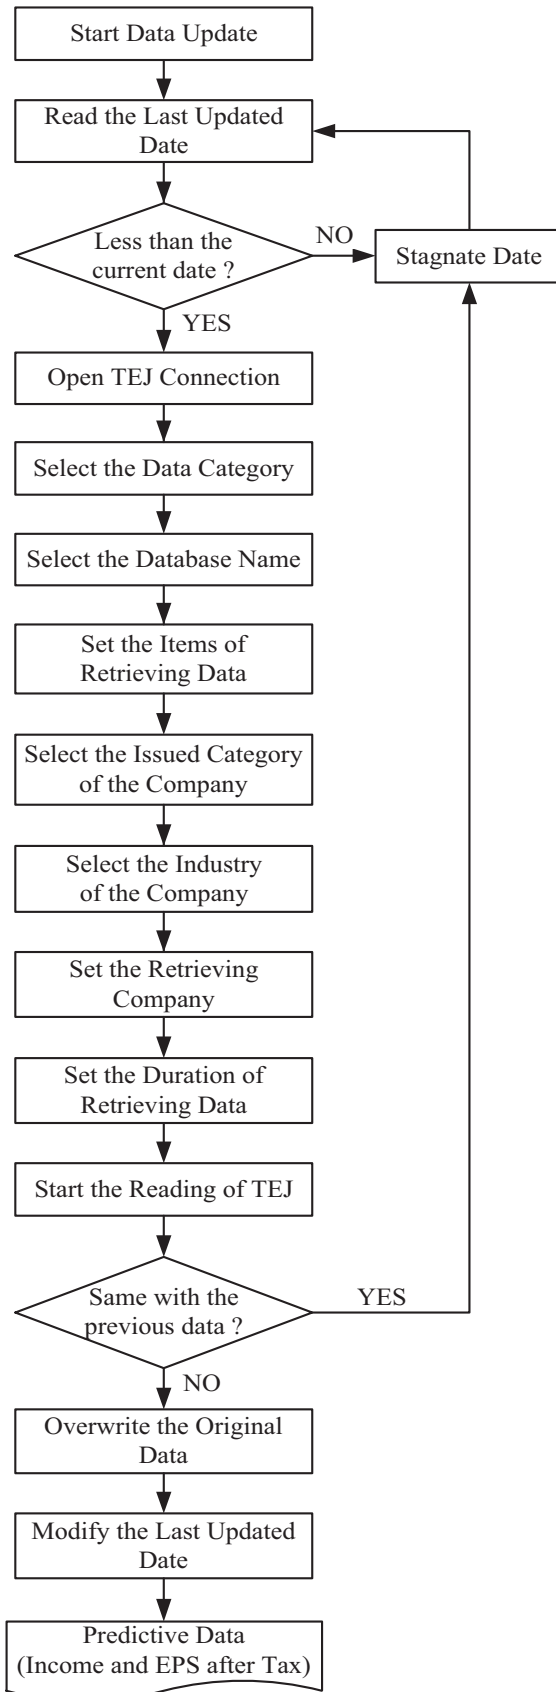 Start Data Update
Read the Last Updated
Date
Less than the
current date ?
NO
Stagnate Date
YES
Open TEJ Connection
Select the Data Category
Select the Database Name
Set the Items of
Retrieving Data
Select the Issued Category
of the Company
Select the Industry
of the Company
Set the Retrieving
Company
Set the Duration of
Retrieving Data
Start the Reading of TEJ
Same with the
previous data ?
YES
NO
Overwrite the Original
Data
Modify the Last Updated
Date
Predictive Data
(Income and EPS after Tax)